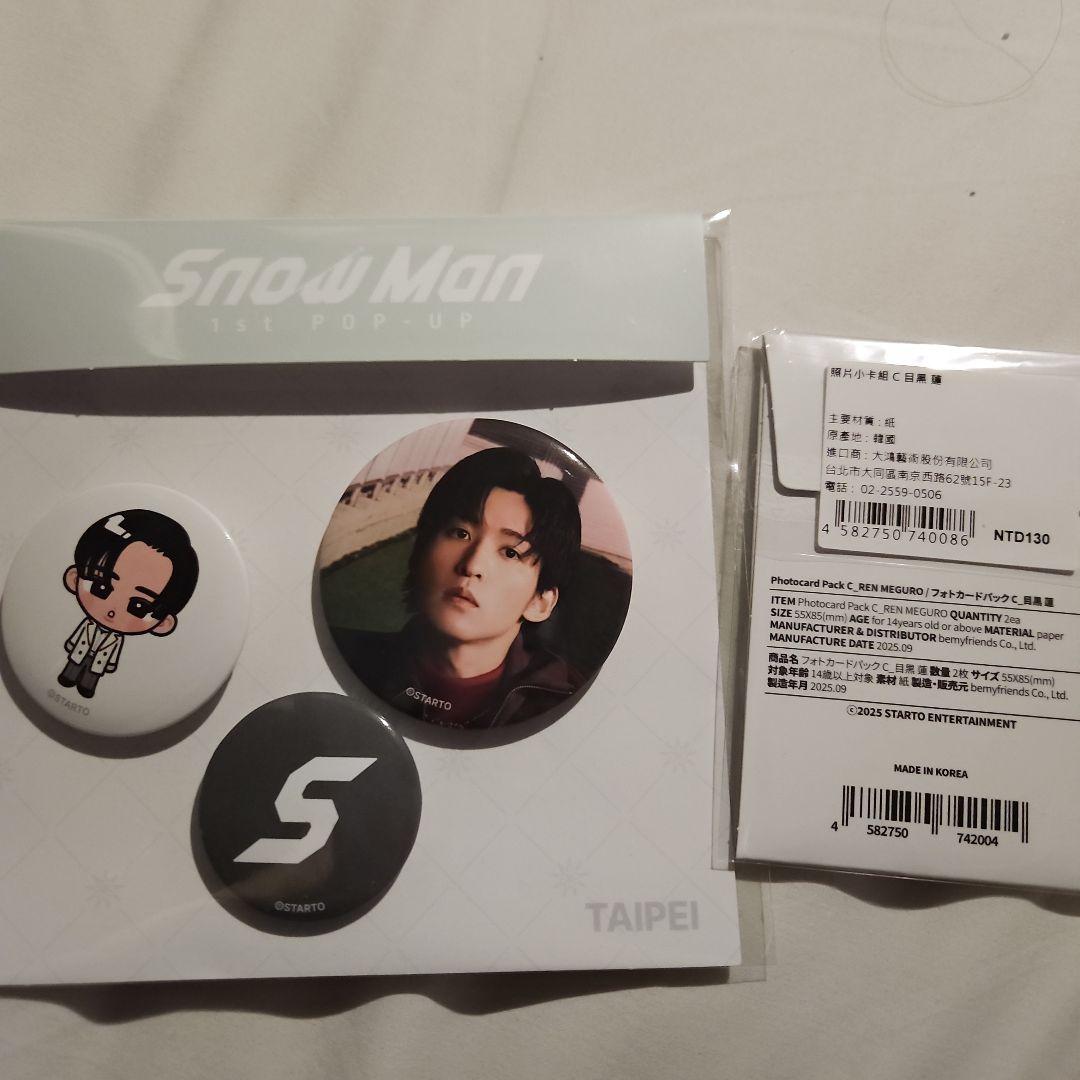 Snow Man
1st POP-UP
©STARTO
©STARTO
S
©STARTO
TAIPEI
照片小卡組 C 目黒 蓮
主要材質 : 紙
原產地 : 韓國
進口商 : 大鴻藝術股份有限公司
台北市大同區南京西路62號15F-23
電話 : 02-2559-0506
4 582750 740086
NTD130
Photocard Pack C_REN MEGURO / フォトカードパック C_目黒 蓮
ITEM Photocard Pack C_REN MEGURO QUANTITY 2ea
SIZE 55X85(mm) AGE for 14years old or above MATERIAL paper
MANUFACTURER & DISTRIBUTOR bemyfriends Co., Ltd.
MANUFACTURE DATE 2025.09
商品名 フォトカードパック C_目黒 蓮 数量 2枚 サイズ 55X85(mm)
対象年齢 14歳以上対象 素材 紙 製造・販売元 bemyfriends Co., Ltd.
製造年月 2025.09
©2025 STARTO ENTERTAINMENT
MADE IN KOREA
4 582750 742004